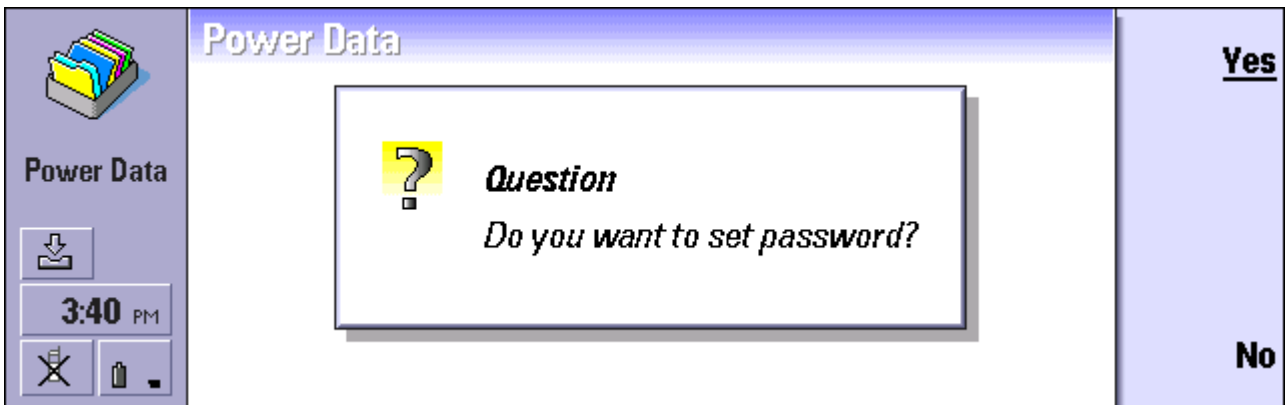 Power Data
3:40 PM
Power Data
Question
Do you want to set password?
Yes
No